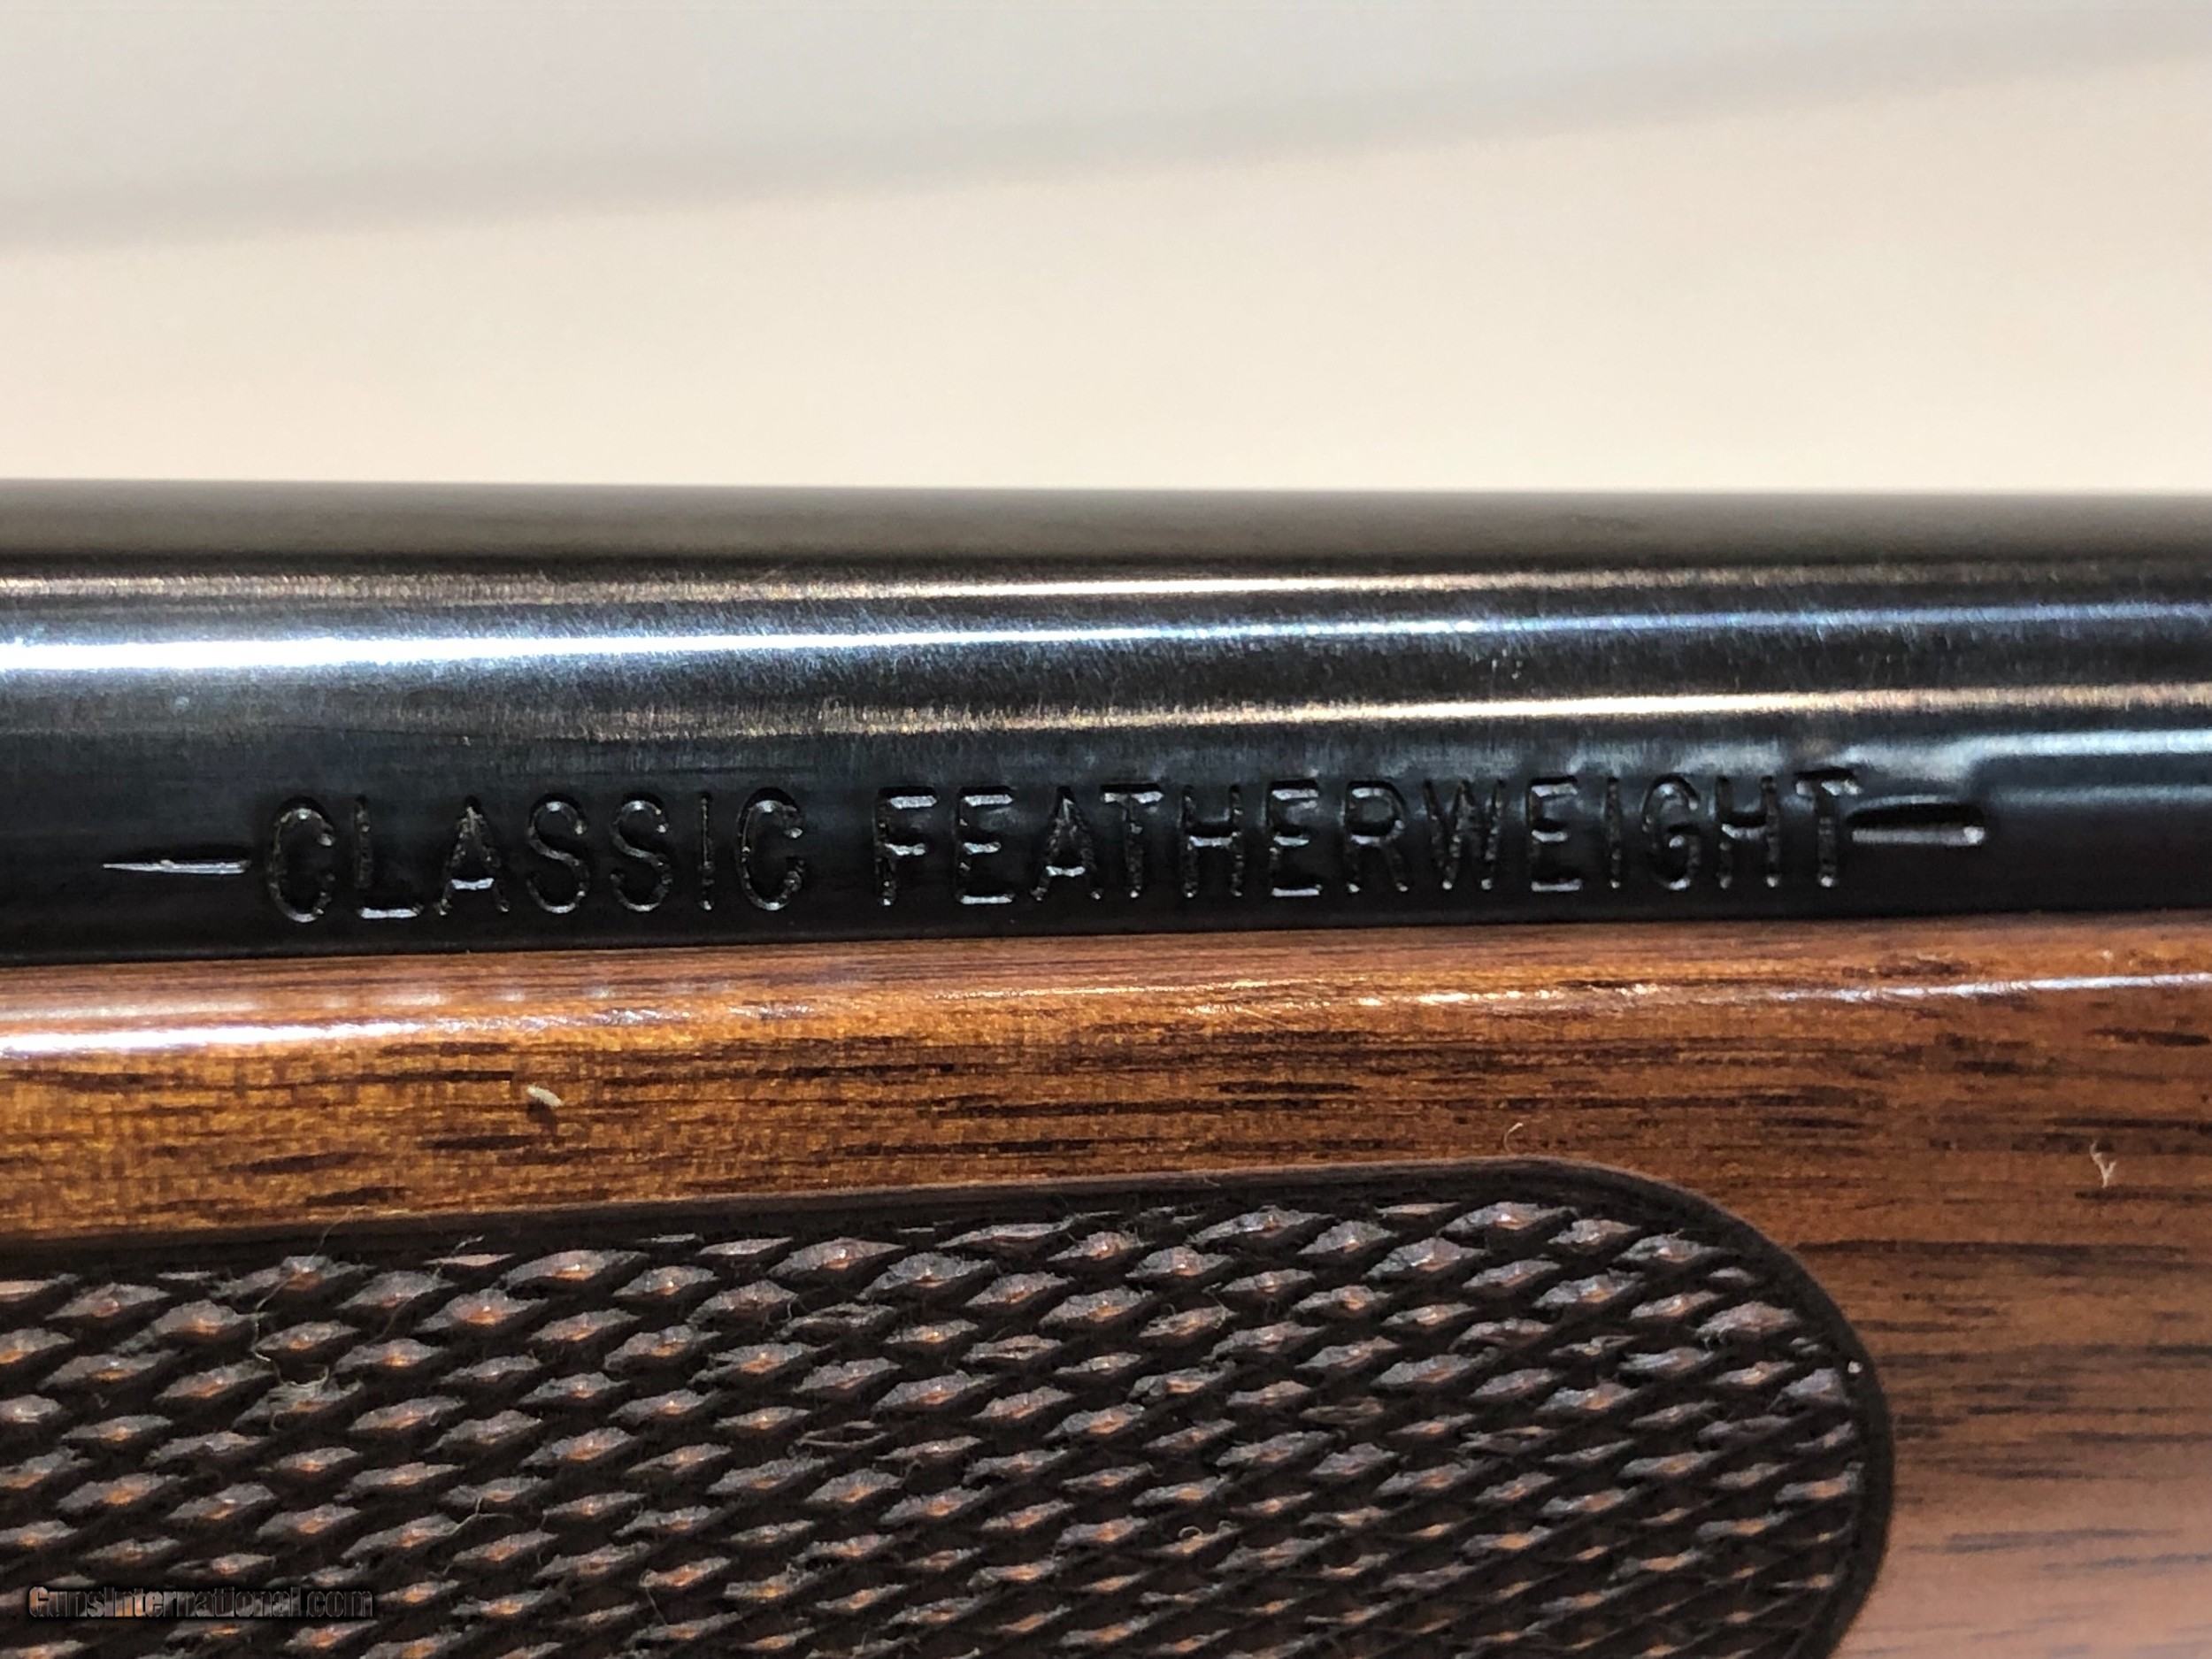 -CLASSIC FEATHERWEIGHT-
GunsInternational.com